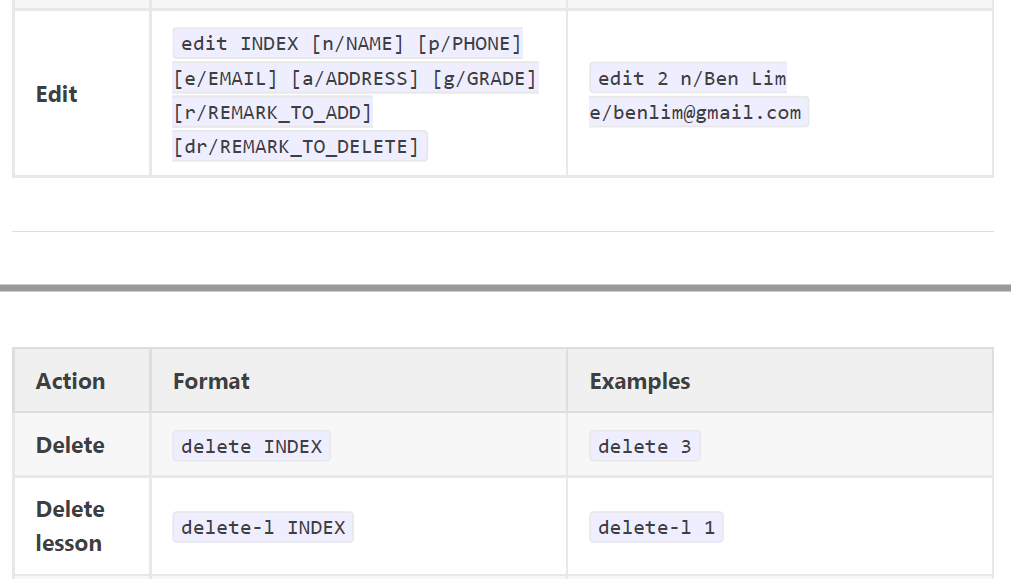 Edit
edit INDEX [n/NAME] [p/PHONE]
[e/EMAIL] [a/ADDRESS] [g/GRADE]
[r/REMARK_TO_ADD]
[dr/REMARK_TO_DELETE]
edit 2 n/Ben Lim
e/benlim@gmail.com
Action Format Examples
Delete delete INDEX delete 3
Delete
lesson
delete-l INDEX delete-l 1